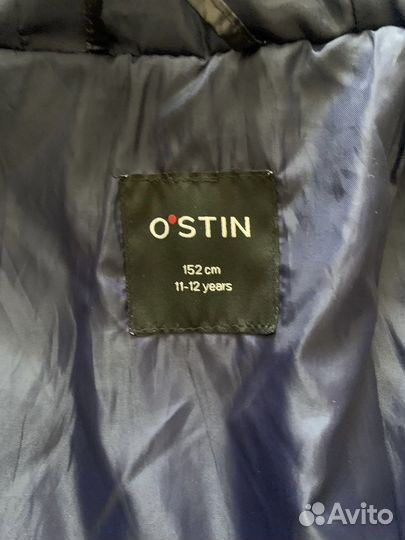 O'STIN
152 cm
11-12 years
Avito